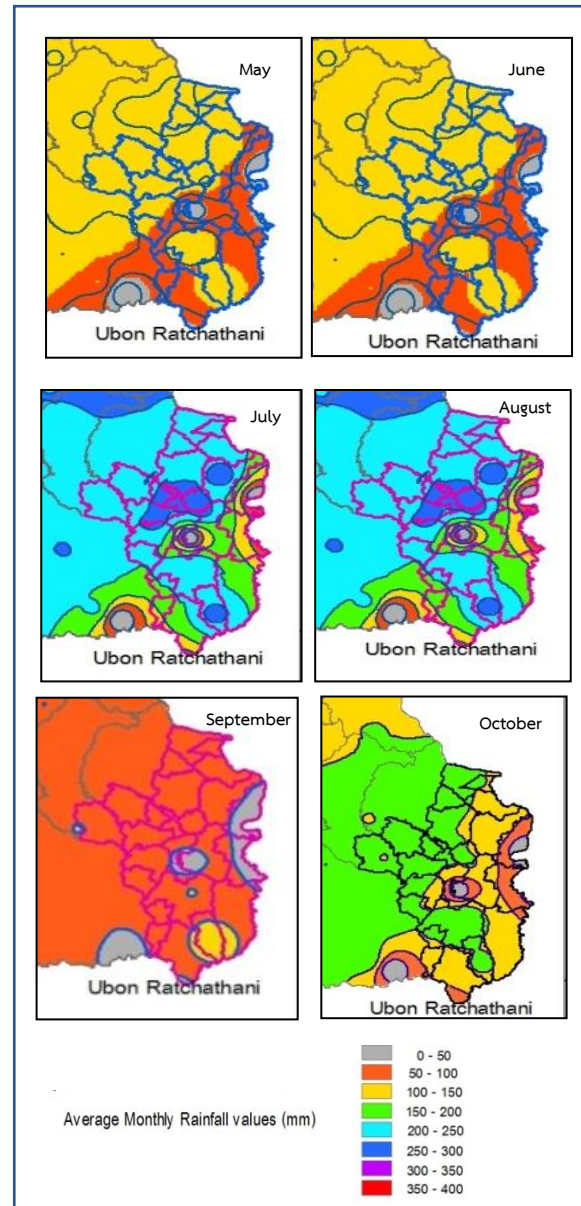 May
June
Ubon Ratchathani
Ubon Ratchathani
July
August
Ubon Ratchathani
Ubon Ratchathani
September
October
Ubon Ratchathani
Ubon Ratchathani
Average Monthly Rainfall values (mm)
0 - 50
50 - 100
100 - 150
150 - 200
200 - 250
250 - 300
300 - 350
350 - 400